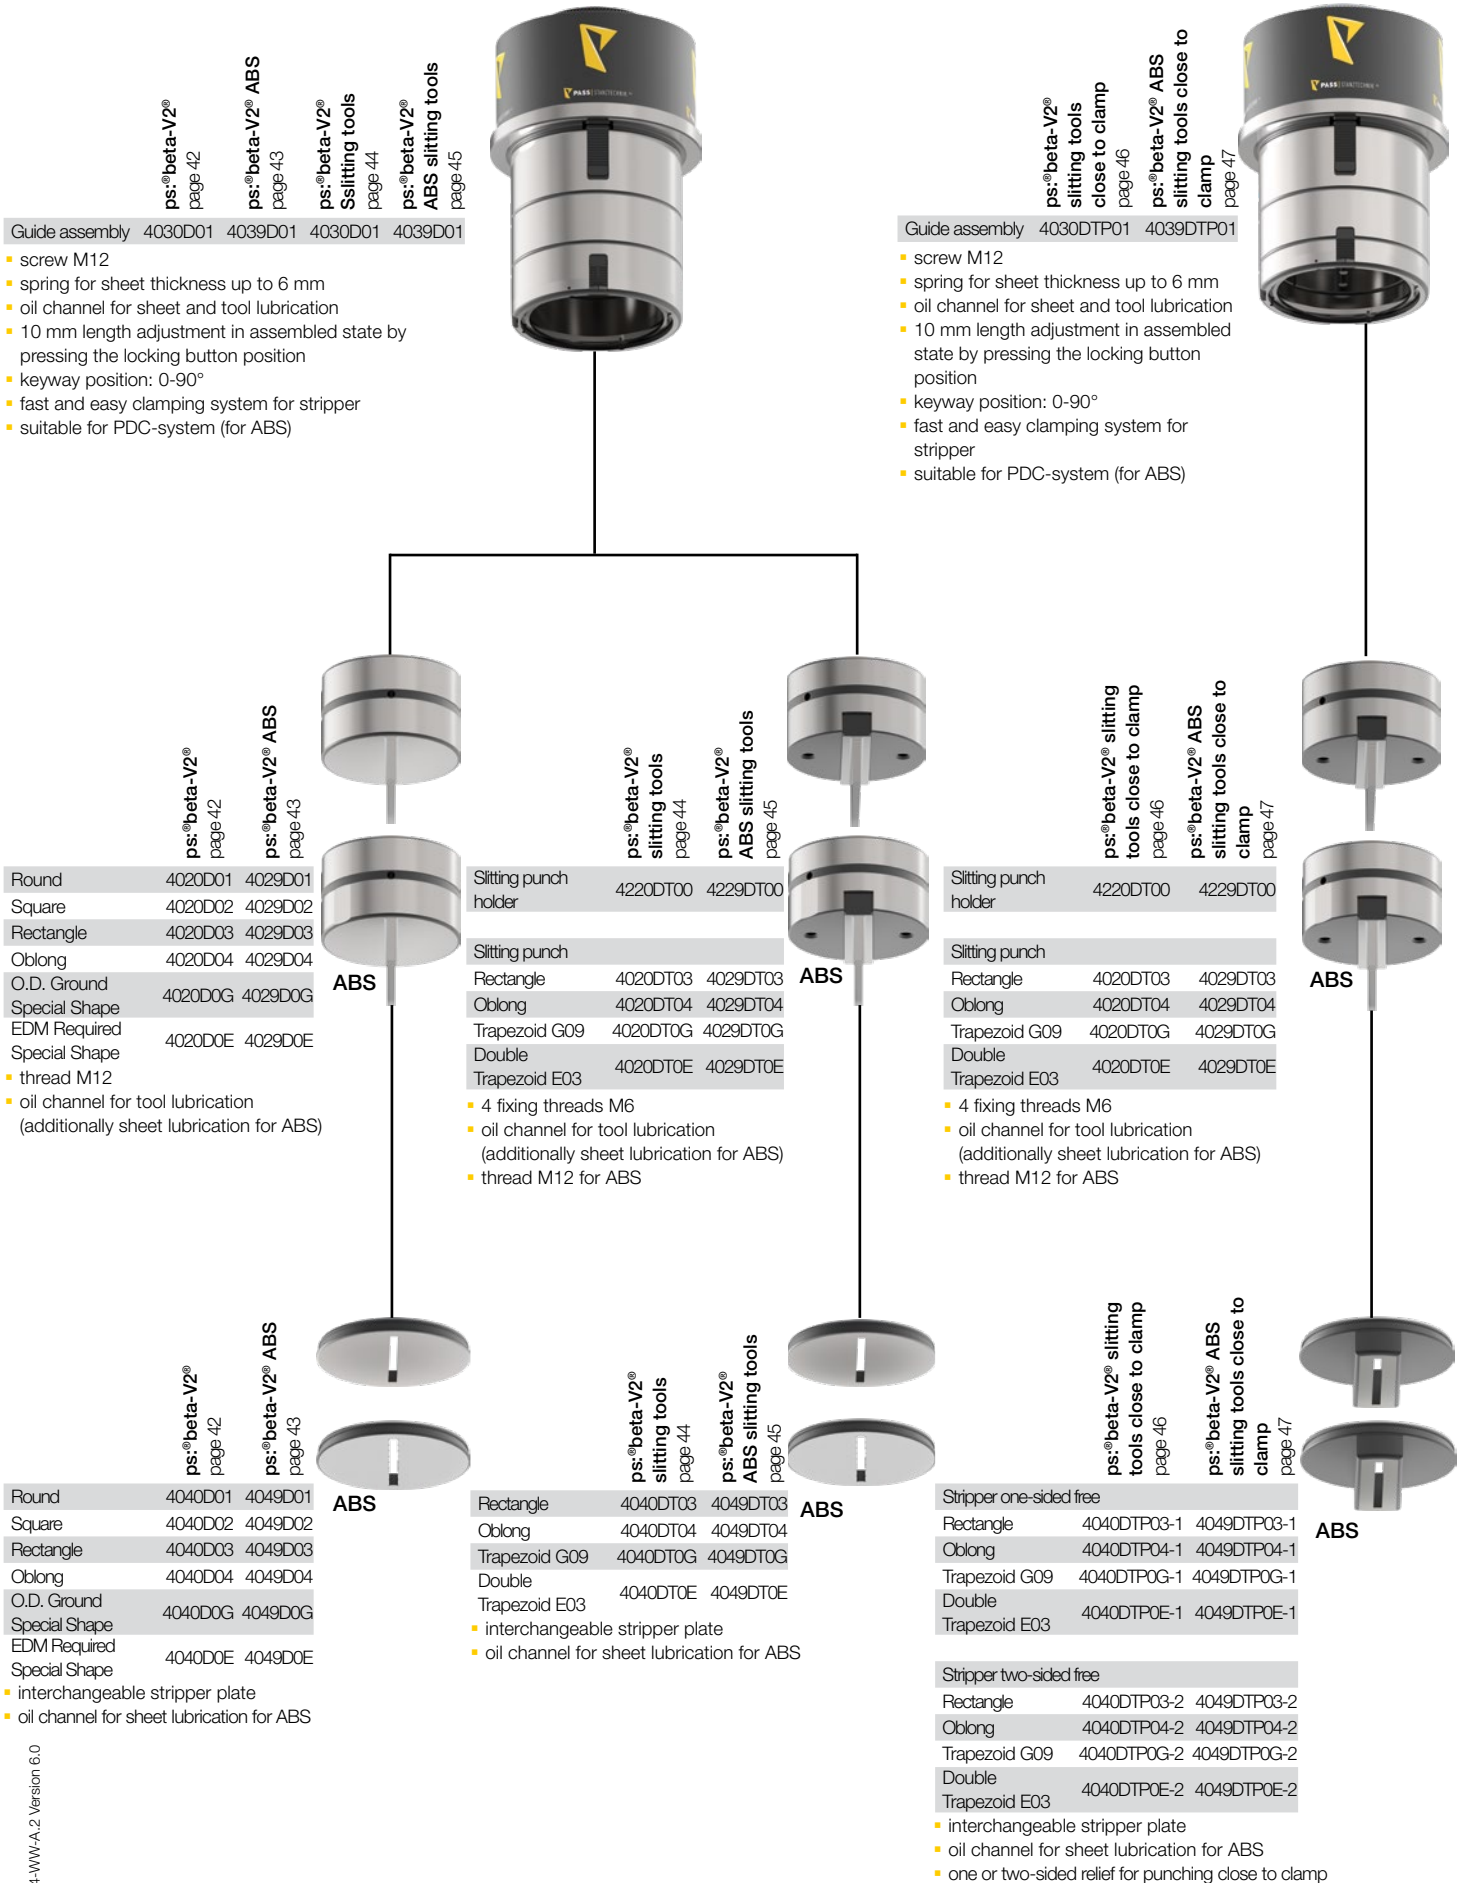 ps:®beta-V2®
page 42
ps:®beta-V2® ABS
page 43
ps:®beta-V2®
Sslitting tools
page 44
ps:®beta-V2®
ABS slitting tools
page 45
Guide assembly 4030D01 4039D01 4030D01 4039D01
screw M12
spring for sheet thickness up to 6 mm
oil channel for sheet and tool lubrication
10 mm length adjustment in assembled state by
pressing the locking button position
keyway position: 0-90°
fast and easy clamping system for stripper
suitable for PDC-system (for ABS)
PASS
ps:®beta-V2®
slitting tools
close to clamp
page 46
ps:®beta-V2® ABS
slitting tools close to
clamp
page 47
Guide assembly 4030DTP01 4039DTP01
screw M12
spring for sheet thickness up to 6 mm
oil channel for sheet and tool lubrication
10 mm length adjustment in assembled
state by pressing the locking button
position
keyway position: 0-90°
fast and easy clamping system for
stripper
suitable for PDC-system (for ABS)
PASS
ps:®beta-V2®
page 42
ps:®beta-V2® ABS
page 43
Round 4020D01 4029D01
Square 4020D02 4029D02
Rectangle 4020D03 4029D03
Oblong 4020D04 4029D04
O.D. Ground
Special Shape 4020D0G 4029D0G
EDM Required
Special Shape 4020D0E 4029D0E
thread M12
oil channel for tool lubrication
(additionally sheet lubrication for ABS)
ABS
ps:®beta-V2®
slitting tools
page 44
ps:®beta-V2®
ABS slitting tools
page 45
Slitting punch
holder 4220DT00 4229DT00
Slitting punch
Rectangle 4020DT03 4029DT03
Oblong 4020DT04 4029DT04
Trapezoid G09 4020DT0G 4029DT0G
Double
Trapezoid E03 4020DT0E 4029DT0E
4 fixing threads M6
oil channel for tool lubrication
(additionally sheet lubrication for ABS)
thread M12 for ABS
ABS
ps:®beta-V2® slitting
tools close to clamp
page 46
ps:®beta-V2® ABS
slitting tools close to
clamp
page 47
Slitting punch
holder 4220DT00 4229DT00
Slitting punch
Rectangle 4020DT03 4029DT03
Oblong 4020DT04 4029DT04
Trapezoid G09 4020DT0G 4029DT0G
Double
Trapezoid E03 4020DT0E 4029DT0E
4 fixing threads M6
oil channel for tool lubrication
(additionally sheet lubrication for ABS)
thread M12 for ABS
ABS
ps:®beta-V2®
page 42
ps:®beta-V2® ABS
page 43
Round 4040D01 4049D01
Square 4040D02 4049D02
Rectangle 4040D03 4049D03
Oblong 4040D04 4049D04
O.D. Ground
Special Shape 4040D0G 4049D0G
EDM Required
Special Shape 4040D0E 4049D0E
interchangeable stripper plate
oil channel for sheet lubrication for ABS
ABS
ps:®beta-V2®
slitting tools
page 44
ps:®beta-V2®
ABS slitting tools
page 45
Rectangle 4040DT03 4049DT03
Oblong 4040DT04 4049DT04
Trapezoid G09 4040DT0G 4049DT0G
Double
Trapezoid E03 4040DT0E 4049DT0E
interchangeable stripper plate
oil channel for sheet lubrication for ABS
ABS
ps:®beta-V2® slitting
tools close to clamp
page 46
ps:®beta-V2® ABS
slitting tools close to
clamp
page 47
Stripper one-sided free
Rectangle 4040DTP03-1 4049DTP03-1
Oblong 4040DTP04-1 4049DTP04-1
Trapezoid G09 4040DTP0G-1 4049DTP0G-1
Double
Trapezoid E03 4040DTP0E-1 4049DTP0E-1
Stripper two-sided free
Rectangle 4040DTP03-2 4049DTP03-2
Oblong 4040DTP04-2 4049DTP04-2
Trapezoid G09 4040DTP0G-2 4049DTP0G-2
Double
Trapezoid E03 4040DTP0E-2 4049DTP0E-2
interchangeable stripper plate
oil channel for sheet lubrication for ABS
one or two-sided relief for punching close to clamp
ABS
4-WW-A.2 Version 6.0